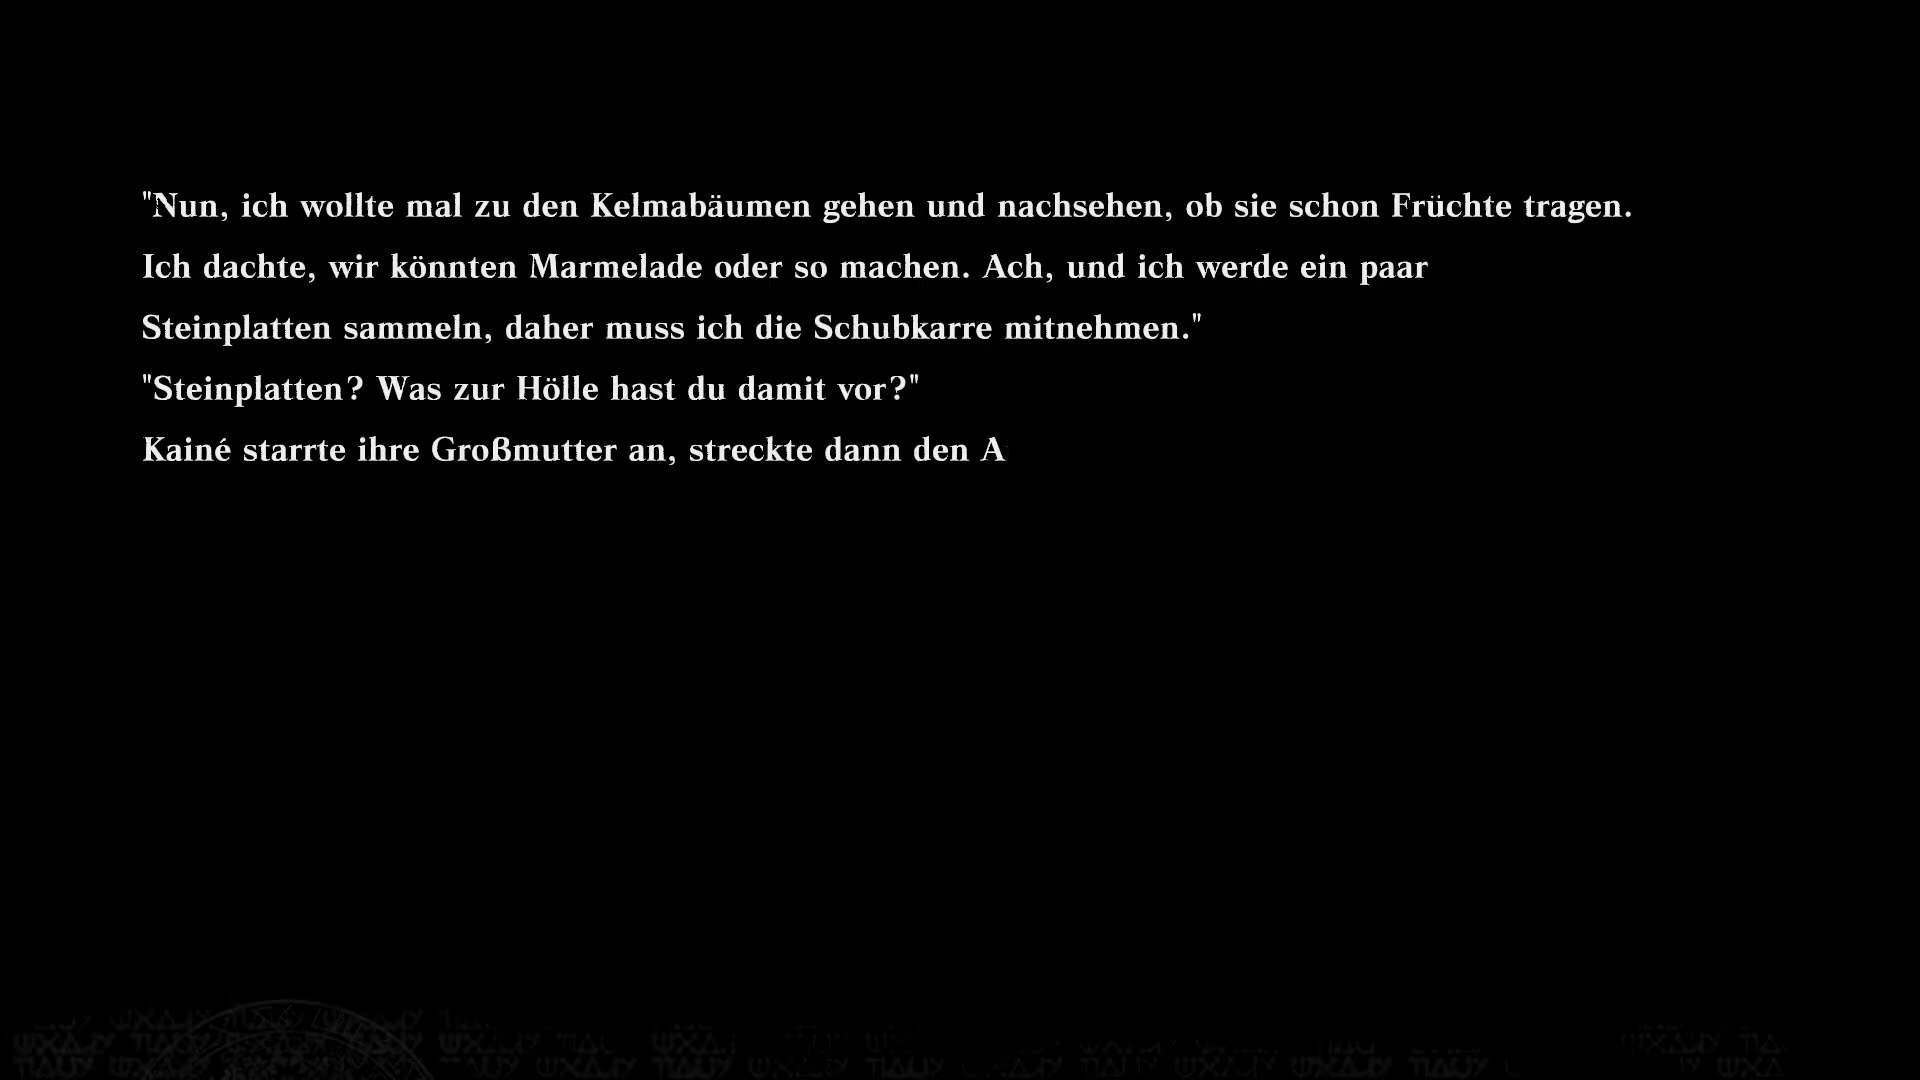 "Nun, ich wollte mal zu den Kelmabäumen gehen und nachsehen, ob sie schon Früchte tragen.
Ich dachte, wir könnten Marmelade oder so machen. Ach, und ich werde ein paar
Steinplatten sammeln, daher muss ich die Schubkarre mitnehmen."
"Steinplatten? Was zur Hölle hast du damit vor?"
Kainé starrte ihre Großmutter an, streckte dann den A